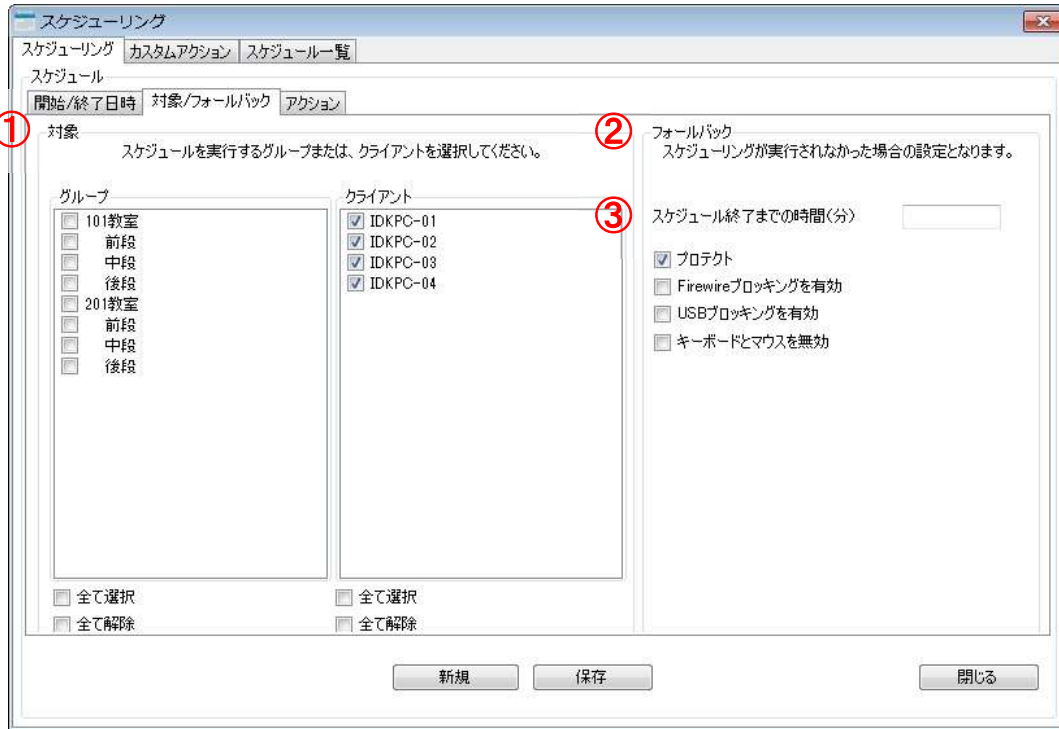 スケジューリング
スケジューリング カスタムアクション スケジュール一覧
スケジュール
開始/終了日時 対象/フォールバック アクション
① 対象
スケジュールを実行するグループまたは、クライアントを選択してください。
グループ
101教室
前段
中段
後段
201教室
前段
中段
後段
全て選択
全て解除
クライアント
IDKPC-01
IDKPC-02
IDKPC-03
IDKPC-04
全て選択
全て解除
② フォールバック
スケジューリングが実行されなかった場合の設定となります。
③ スケジュール終了までの時間(分)
プロテクト
Firewireブロッキングを有効
USBブロッキングを有効
キーボードとマウスを無効
新規 保存 閉じる